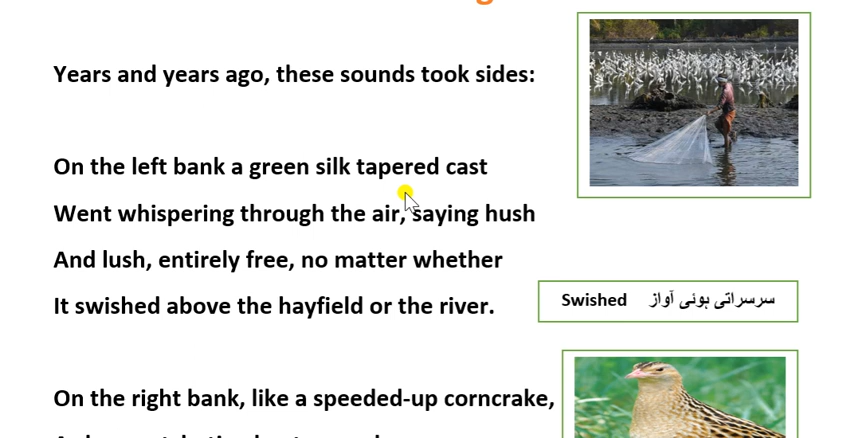 Years and years ago, these sounds took sides:
On the left bank a green silk tapered cast
Went whispering through the air, saying hush
And lush, entirely free, no matter whether
It swished above the hayfield or the river.
Swished سرسراتی ہوئی آواز
On the right bank, like a speeded-up corncrake,